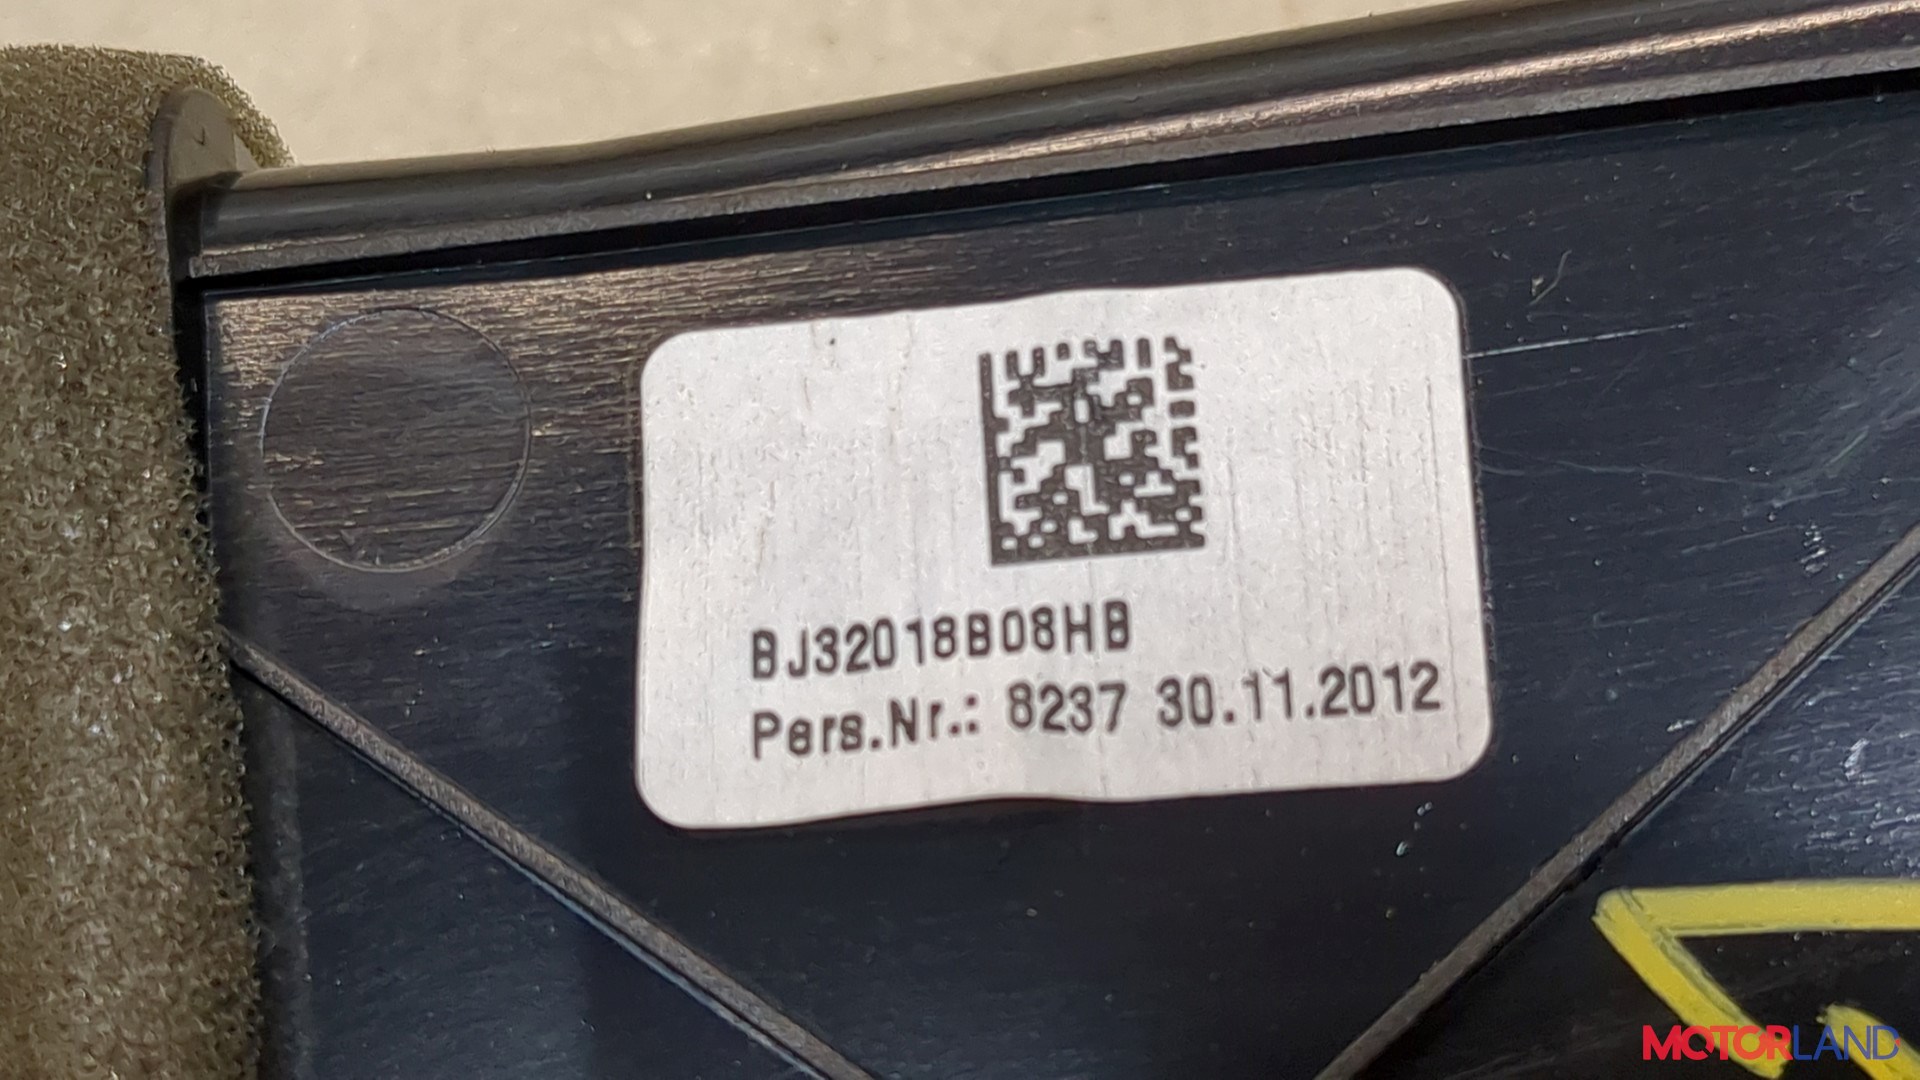 BJ32018B08HB
Pers.Nr.: 8237 30.11.2012
MOTORLAND